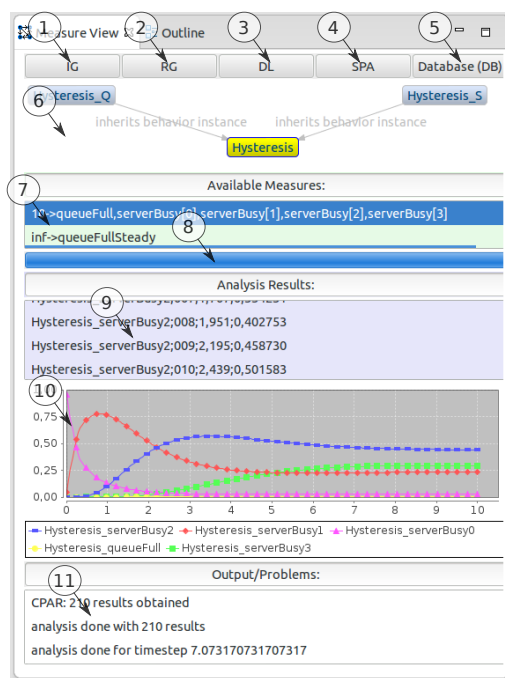 1 2 3 4 5
Measure View Outline
IG RG DL SPA Database (DB)
Hysteresis_Q Hysteresis_S
6
inherits behavior instance inherits behavior instance
Hysteresis
7 Available Measures:
10->queueFull,serverBusy[0],serverBusy[1],serverBusy[2],serverBusy[3]
inf->queueFullSteady
8
Analysis Results:
9
Hysteresis_serverBusy2;008;1,951;0,402753
Hysteresis_serverBusy2;009;2,195;0,458730
Hysteresis_serverBusy2;010;2,439;0,501583
10
0,75
0,50
0,25
0,00
0 1 2 3 4 5 6 7 8 9 10
Hysteresis_serverBusy2 Hysteresis_serverBusy1 Hysteresis_serverBusy0
Hysteresis_queueFull Hysteresis_serverBusy3
Output/Problems:
11
CPAR: 210 results obtained
analysis done with 210 results
analysis done for timestep 7.073170731707317